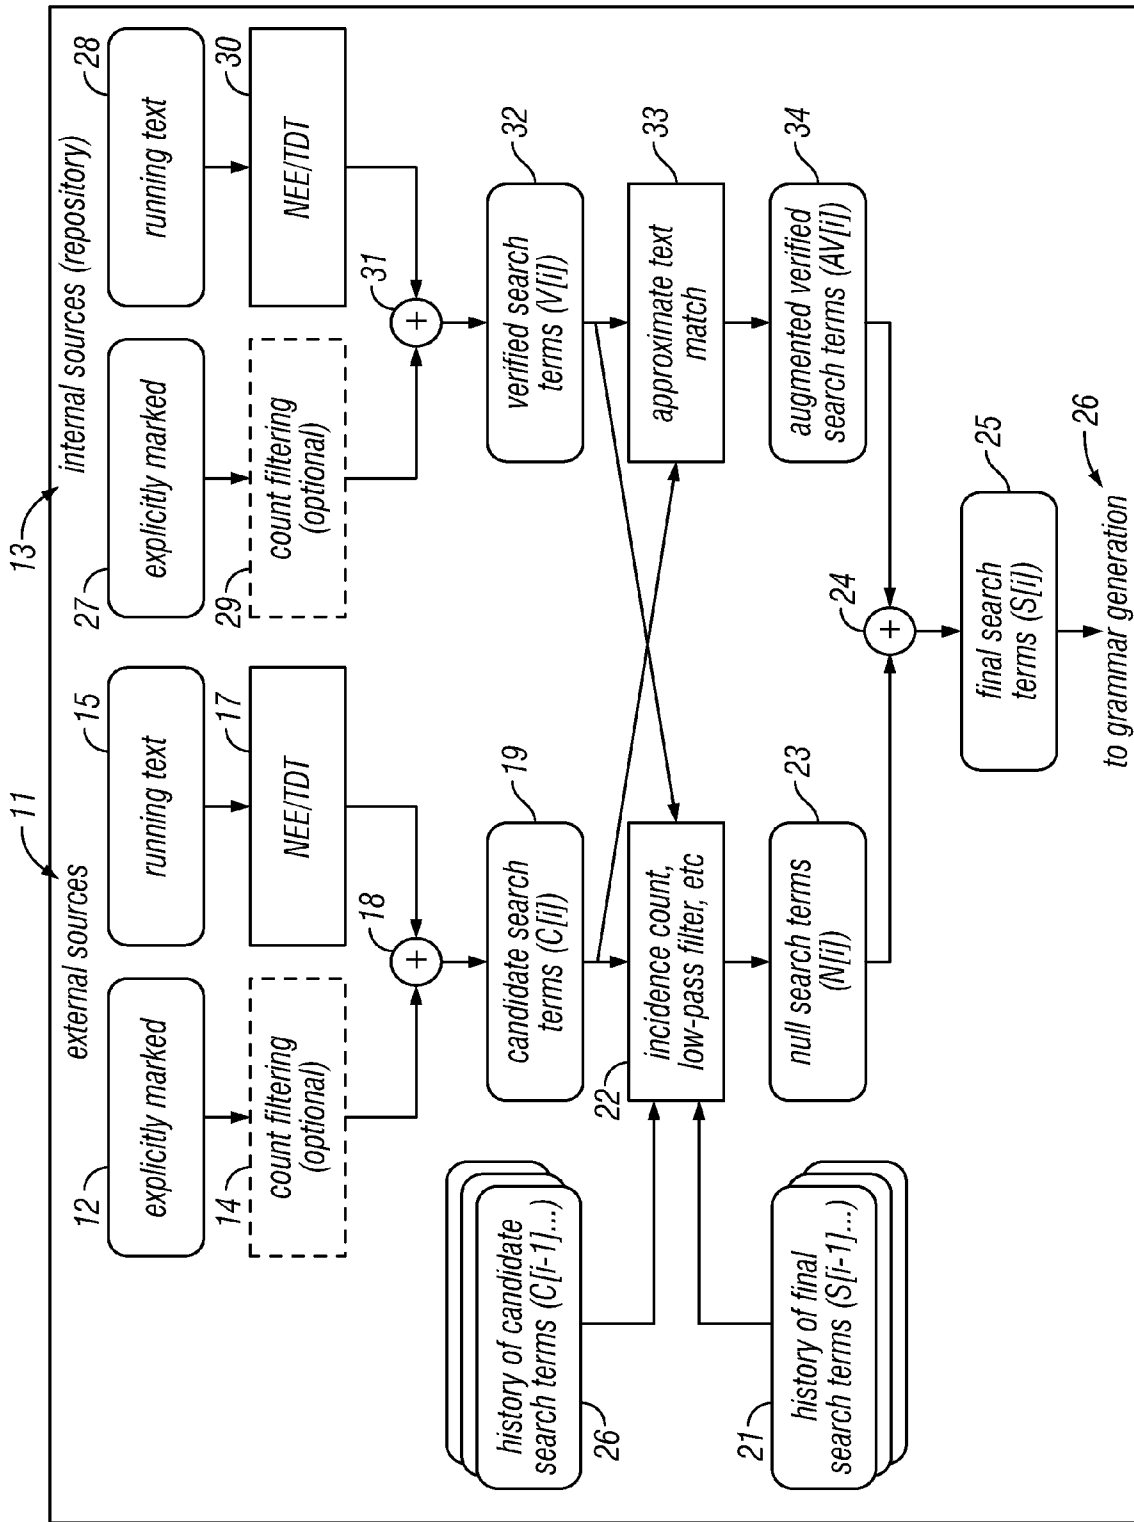 11
external sources
13
internal sources (repository)
12
explicitly marked
15
running text
27
explicitly marked
28
running text
14
count filtering
(optional)
17
NEE/TDT
29
count filtering
(optional)
30
NEE/TDT
18
+
31
+
26
history of candidate
search terms (C[i-1]...)
19
candidate search
terms (C[i])
32
verified search
terms (V[i])
22
incidence count,
low-pass filter, etc
33
approximate text
match
21
history of final
search terms (S[i-1]...)
23
null search terms
(N[i])
34
augmented verified
search terms (AV[i])
24
+
25
final search
terms (S[i])
26
to grammar generation